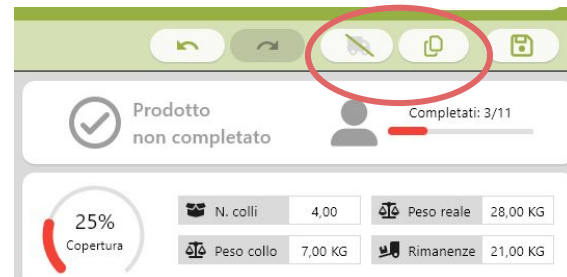 Prodotto
non completato
Completati: 3/11
25%
Copertura
N. colli 4,00 Peso reale 28,00 KG
Peso collo 7,00 KG Rimanenze 21,00 KG